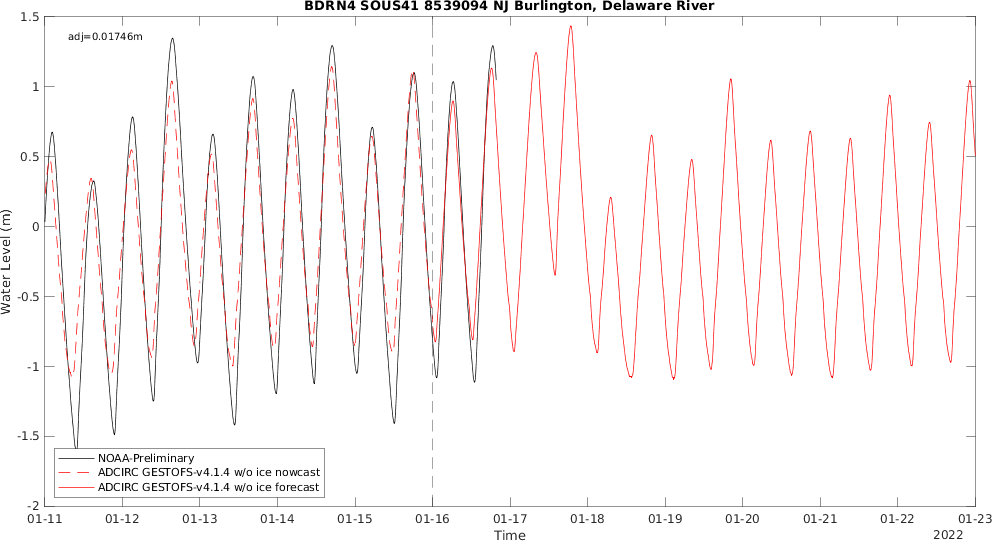 BDRN4 SOUS41 8539094 NJ Burlington, Delaware River
adj=0.01746m
1.5
1
0.5
0
-0.5
-1
-1.5
-2
Water Level (m)
NOAA-Preliminary
ADCIRC GESTOFS-v4.1.4 w/o ice nowcast
ADCIRC GESTOFS-v4.1.4 w/o ice forecast
01-11 01-12 01-13 01-14 01-15 01-16 01-17 01-18 01-19 01-20 01-21 01-22 01-23
Time
2022